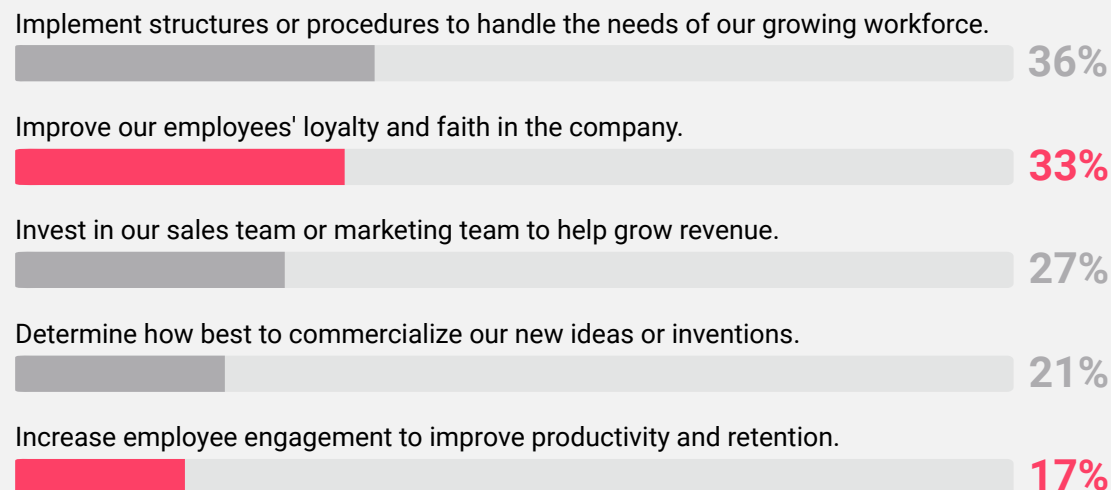 Implement structures or procedures to handle the needs of our growing workforce.
36%
Improve our employees' loyalty and faith in the company.
33%
Invest in our sales team or marketing team to help grow revenue.
27%
Determine how best to commercialize our new ideas or inventions.
21%
Increase employee engagement to improve productivity and retention.
17%